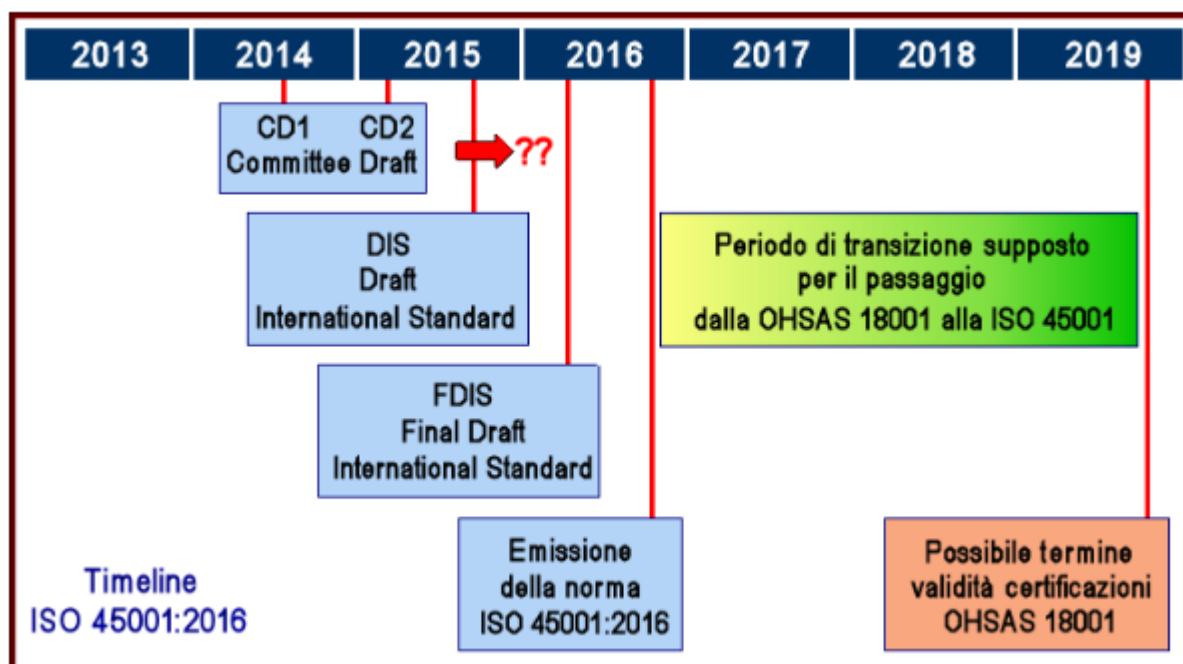 2013 2014 2015 2016 2017 2018 2019
CD1 CD2
Committee Draft
??
DIS
Draft
International Standard
Periodo di transizione supposto
per il passaggio
dalla OHSAS 18001 alla ISO 45001
FDIS
Final Draft
International Standard
Emissione
della norma
ISO 45001:2016
Possibile termine
validità certificazioni
OHSAS 18001
Timeline
ISO 45001:2016